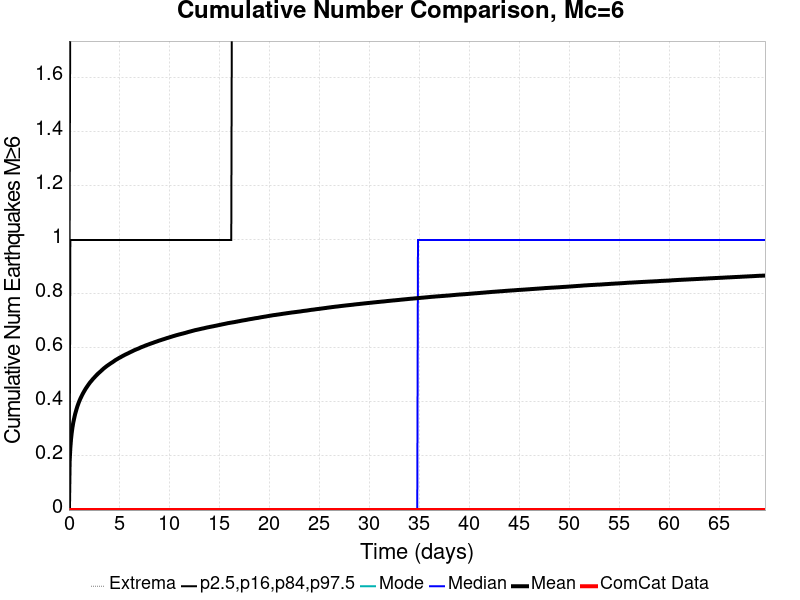 Cumulative Number Comparison, Mc=6
Cumulative Num Earthquakes M≥6
1.6
1.4
1.2
1
0.8
0.6
0.4
0.2
0
0 5 10 15 20 25 30 35 40 45 50 55 60 65
Time (days)
Extrema p2.5,p16,p84,p97.5 Mode Median Mean ComCat Data